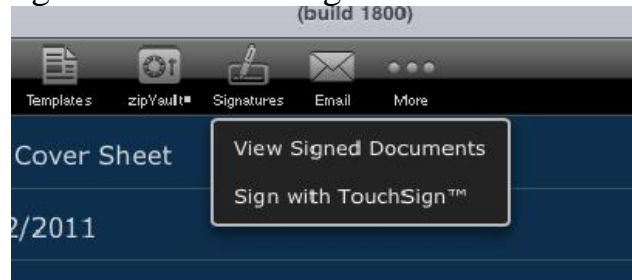 (build 1800)
Templates zipVault Signatures Email More
Cover Sheet
View Signed Documents
Sign with TouchSign™
2/2011